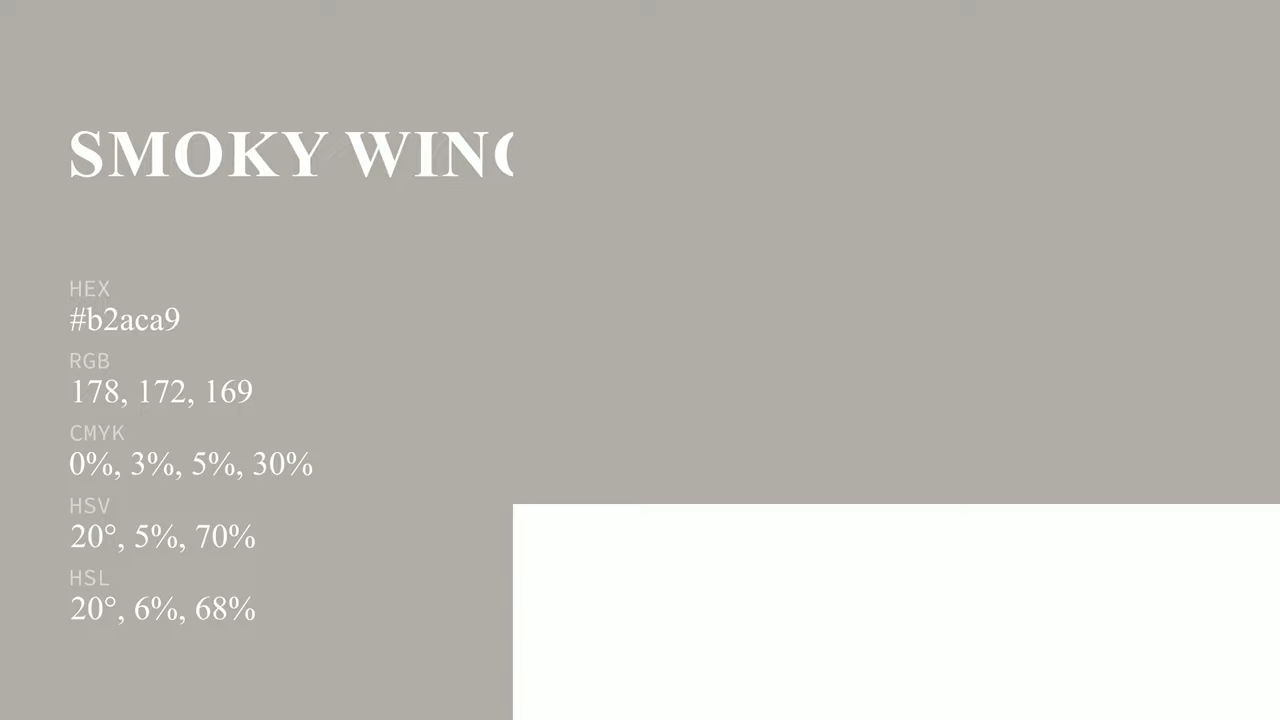 SMOKY WIN
HEX
#b2aca9
RGB
178, 172, 169
CMYK
0%, 3%, 5%, 30%
HSV
20°, 5%, 70%
HSL
20°, 6%, 68%